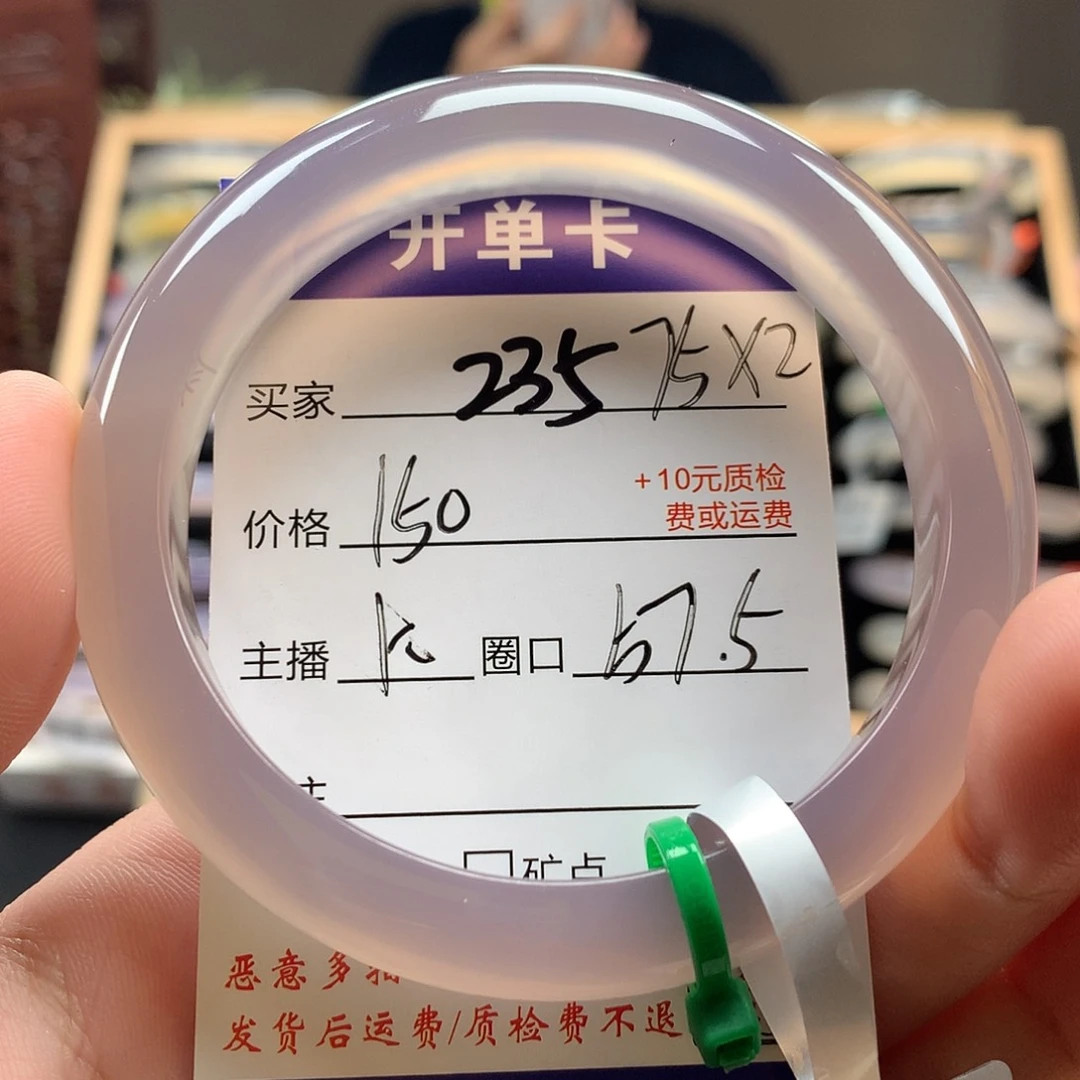 开单卡
买家 235 75X2
价格 150 +10元质检
费或运费
主播 K 圈口 57.5
矿点
恶意多
发货后运费/质检费不退